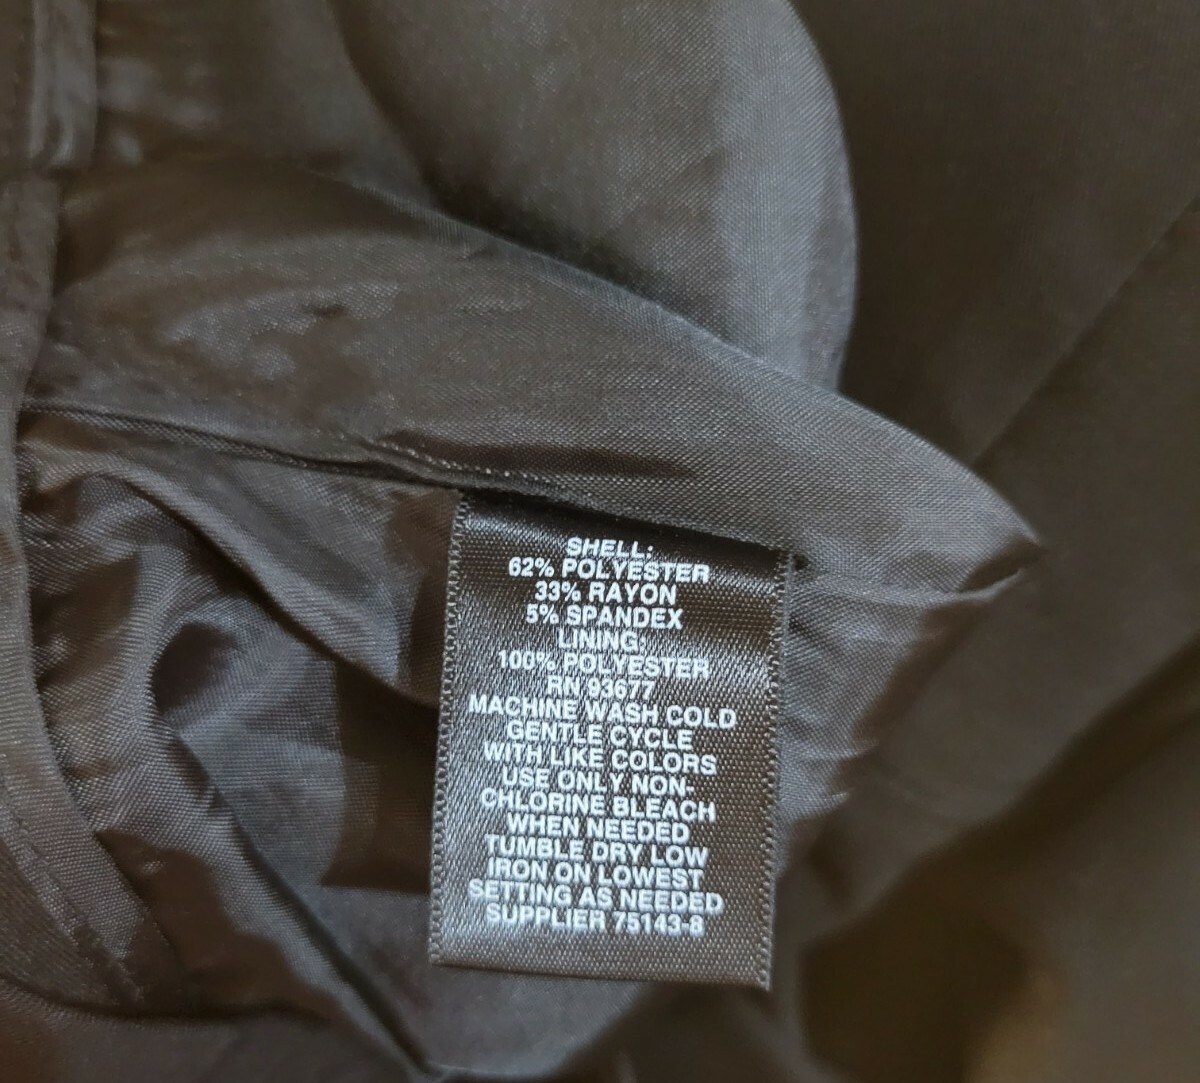 SHELL:
62% POLYESTER
33% RAYON
5% SPANDEX
LINING:
100% POLYESTER
RN 93677
MACHINE WASH COLD
GENTLE CYCLE
WITH LIKE COLORS
USE ONLY NON-
CHLORINE BLEACH
WHEN NEEDED
TUMBLE DRY LOW
IRON ON LOWEST
SETTING AS NEEDED
SUPPLIER 75143-8